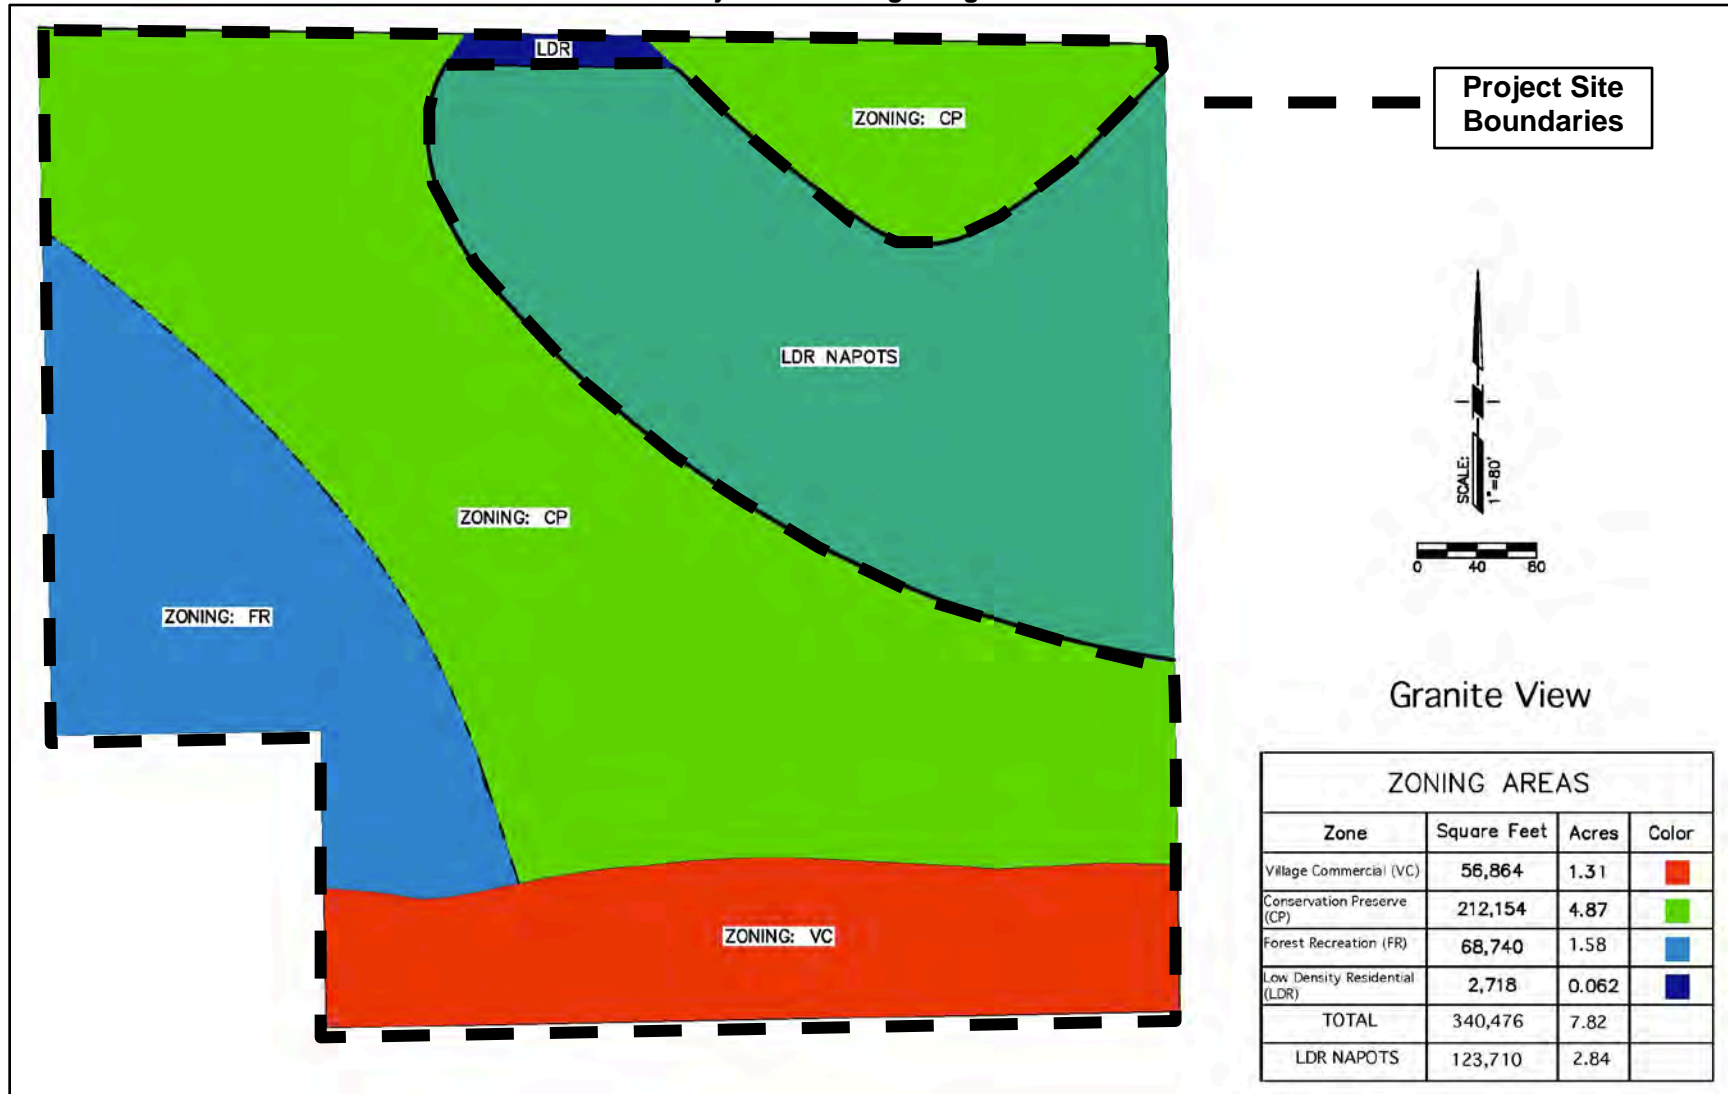 LDR
ZONING: CP
Project Site
Boundaries
LDR NAPOTS
ZONING: CP
SCALE:
1"=80'
0 40 80
ZONING: FR
Granite View
ZONING: VC
ZONING AREAS
Zone Square Feet Acres Color
Village Commercial (VC) 56,864 1.31
Conservation Preserve
(CP) 212,154 4.87
Forest Recreation (FR) 68,740 1.58
Low Density Residential
(LDR) 2,718 0.062
TOTAL 340,476 7.82
LDR NAPOTS 123,710 2.84